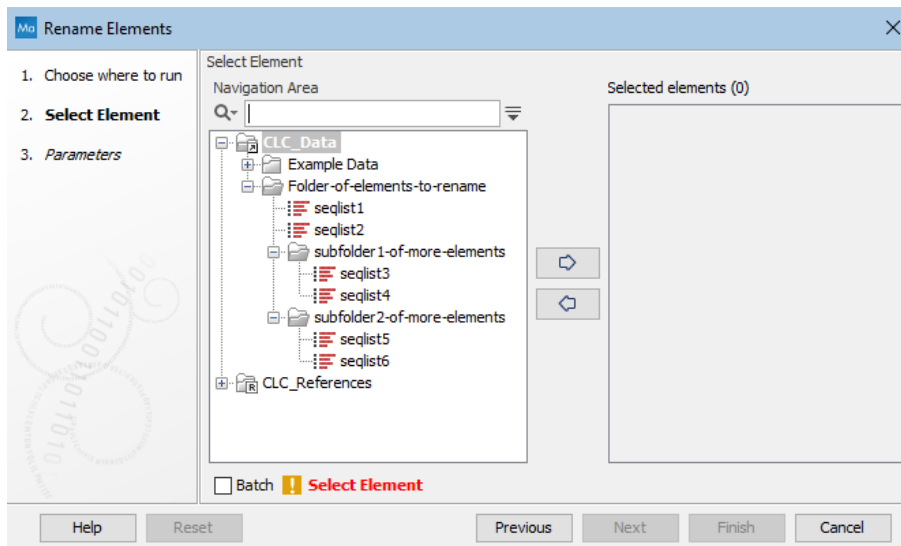 Ma Rename Elements
1. Choose where to run
2. Select Element
3. Parameters
Select Element
Navigation Area
Selected elements (0)
CLC_Data
Example Data
Folder-of-elements-to-rename
seqlist1
seqlist2
subfolder1-of-more-elements
seqlist3
seqlist4
subfolder2-of-more-elements
seqlist5
seqlist6
CLC_References
Batch ! Select Element
Help Reset Previous Next Finish Cancel